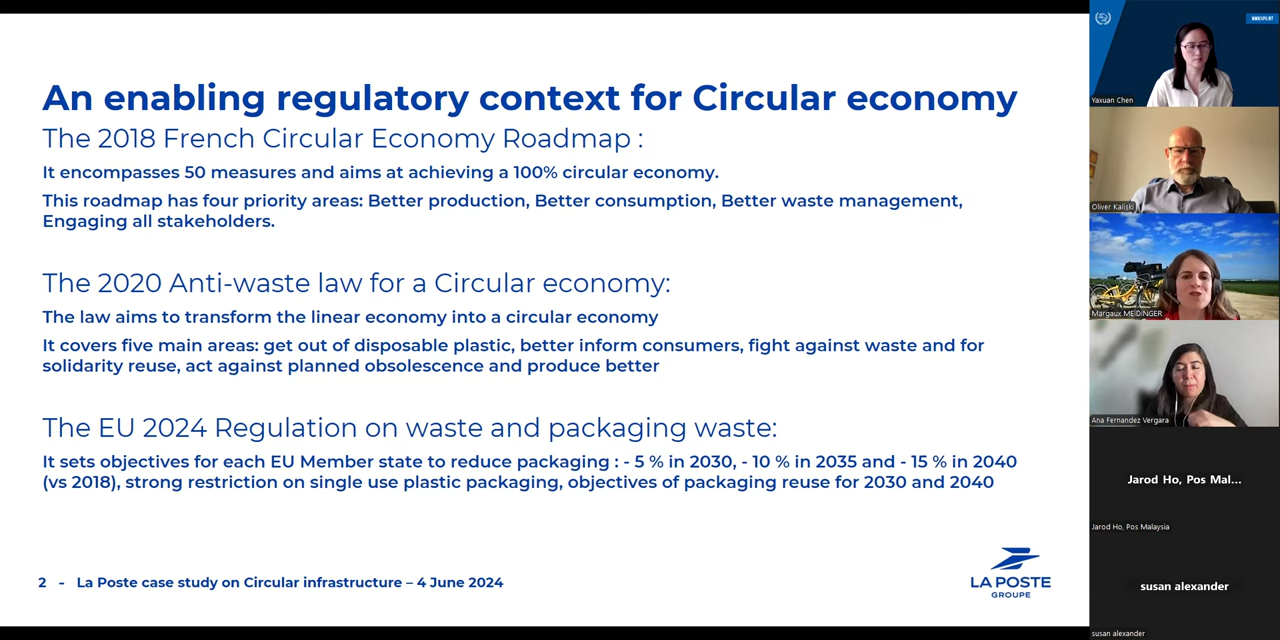 An enabling regulatory context for Circular economy
The 2018 French Circular Economy Roadmap :
It encompasses 50 measures and aims at achieving a 100% circular economy.
This roadmap has four priority areas: Better production, Better consumption, Better waste management,
Engaging all stakeholders.
The 2020 Anti-waste law for a Circular economy:
The law aims to transform the linear economy into a circular economy
It covers five main areas: get out of disposable plastic, better inform consumers, fight against waste and for
solidarity reuse, act against planned obsolescence and produce better
The EU 2024 Regulation on waste and packaging waste:
It sets objectives for each EU Member state to reduce packaging : - 5 % in 2030, - 10 % in 2035 and - 15 % in 2040
(vs 2018), strong restriction on single use plastic packaging, objectives of packaging reuse for 2030 and 2040
2 - La Poste case study on Circular infrastructure – 4 June 2024
LA POSTE
GROUPE
WWW.UPU.INT
Yaxuan Chen
Oliver Kaliski
Margaux MEIDINGER
Ana Fernandez Vergara
Jarod Ho, Pos Mal...
Jarod Ho, Pos Malaysia
susan alexander
susan alexander